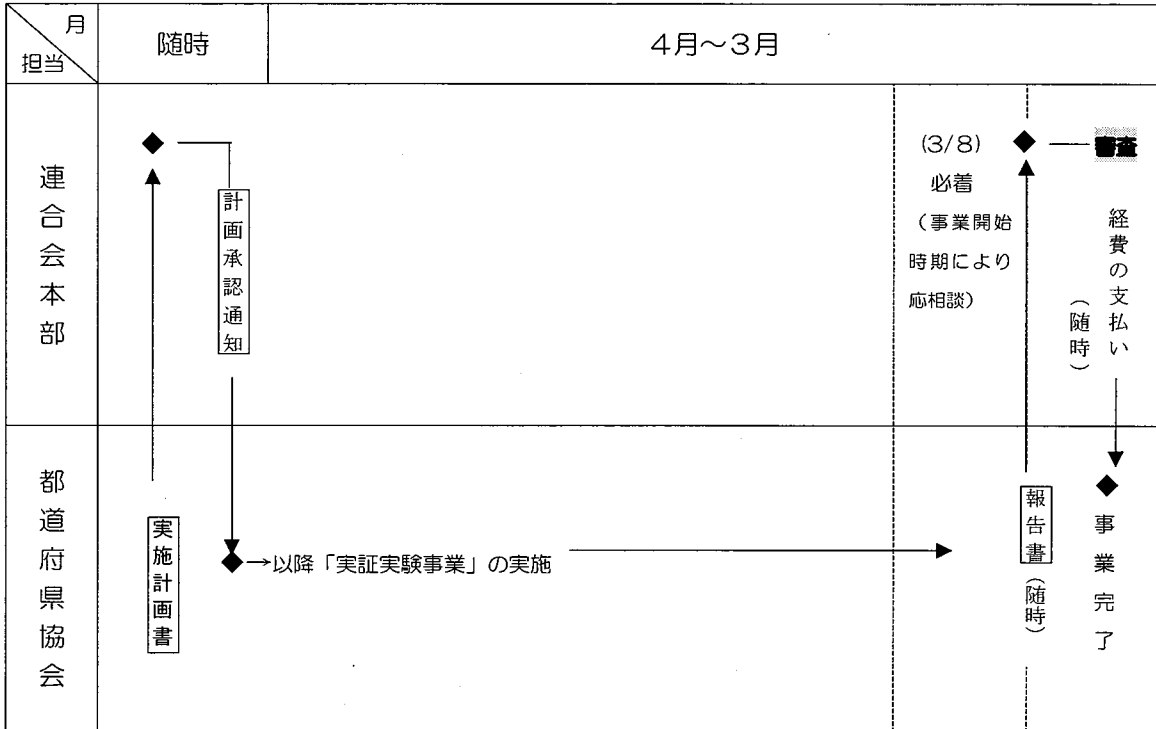 月
担当
随時
4月～3月
連合会本部
計画承認通知
(3/8)
必着
（事業開始
時期により
応相談）
審査
経費の支払い
（随時）
都道府県協会
実施計画書
→以降「実証実験事業」の実施
報告書（随時）
事業完了